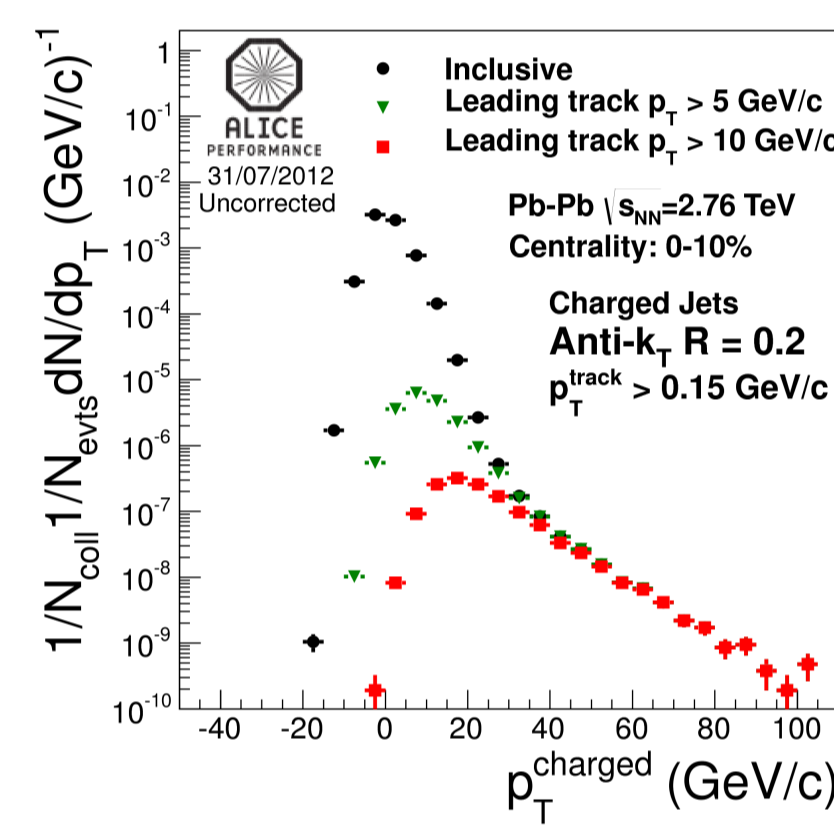 1/N_coll 1/N_evts dN/dp_T (GeV/c)^-1
1
10^-1
10^-2
10^-3
10^-4
10^-5
10^-6
10^-7
10^-8
10^-9
10^-10
ALICE
PERFORMANCE
31/07/2012
Uncorrected
Inclusive
Leading track p_T > 5 GeV/c
Leading track p_T > 10 GeV/c
Pb-Pb √s_NN=2.76 TeV
Centrality: 0-10%
Charged Jets
Anti-k_T R = 0.2
p_T^track > 0.15 GeV/c
-40 -20 0 20 40 60 80 100
p_T^charged (GeV/c)